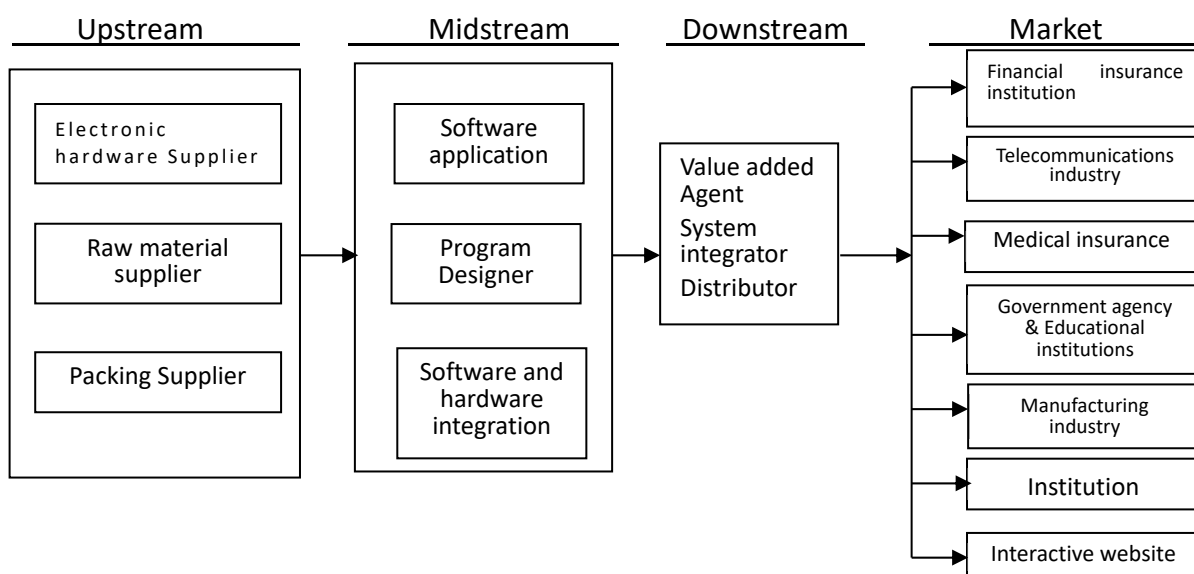 Upstream
Midstream
Downstream
Market
Electronic
hardware Supplier
Raw material
supplier
Packing Supplier
Software
application
Program
Designer
Software and
hardware
integration
Value added
Agent
System
integrator
Distributor
Financial insurance
institution
Telecommunications
industry
Medical insurance
Government agency
& Educational
institutions
Manufacturing
industry
Institution
Interactive website